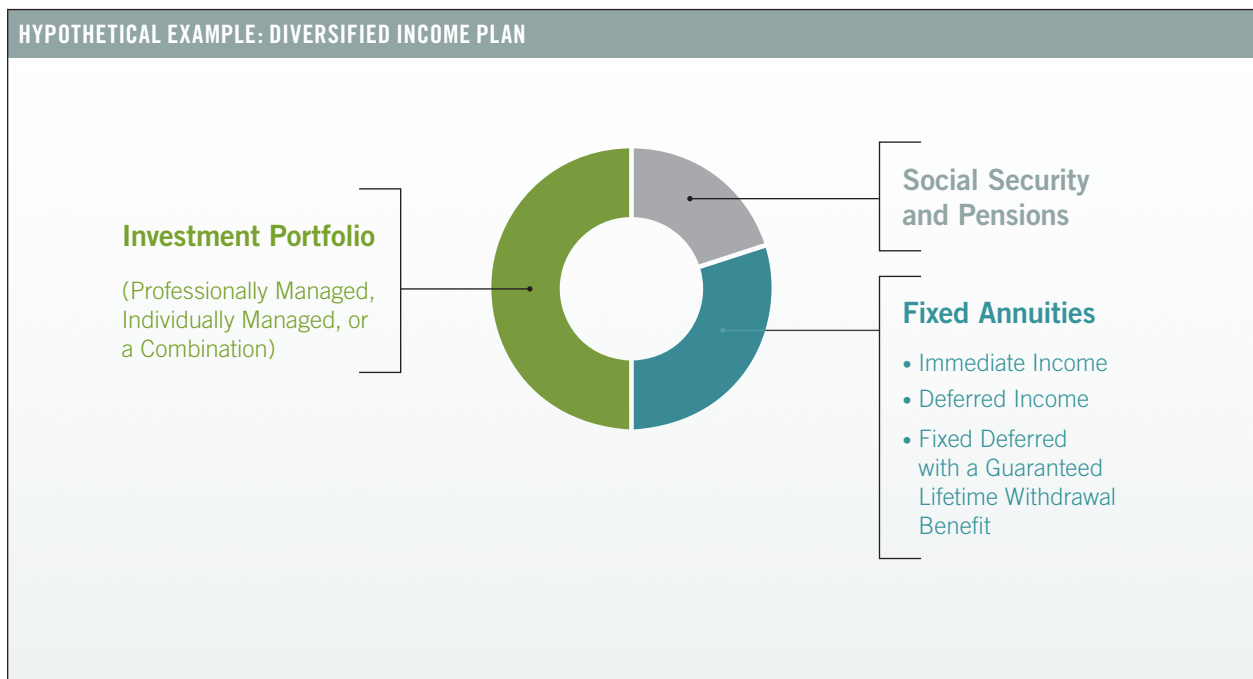 HYPOTHETICAL EXAMPLE: DIVERSIFIED INCOME PLAN
Investment Portfolio
(Professionally Managed,
Individually Managed, or
a Combination)
Social Security
and Pensions
Fixed Annuities
• Immediate Income
• Deferred Income
• Fixed Deferred
with a Guaranteed
Lifetime Withdrawal
Benefit